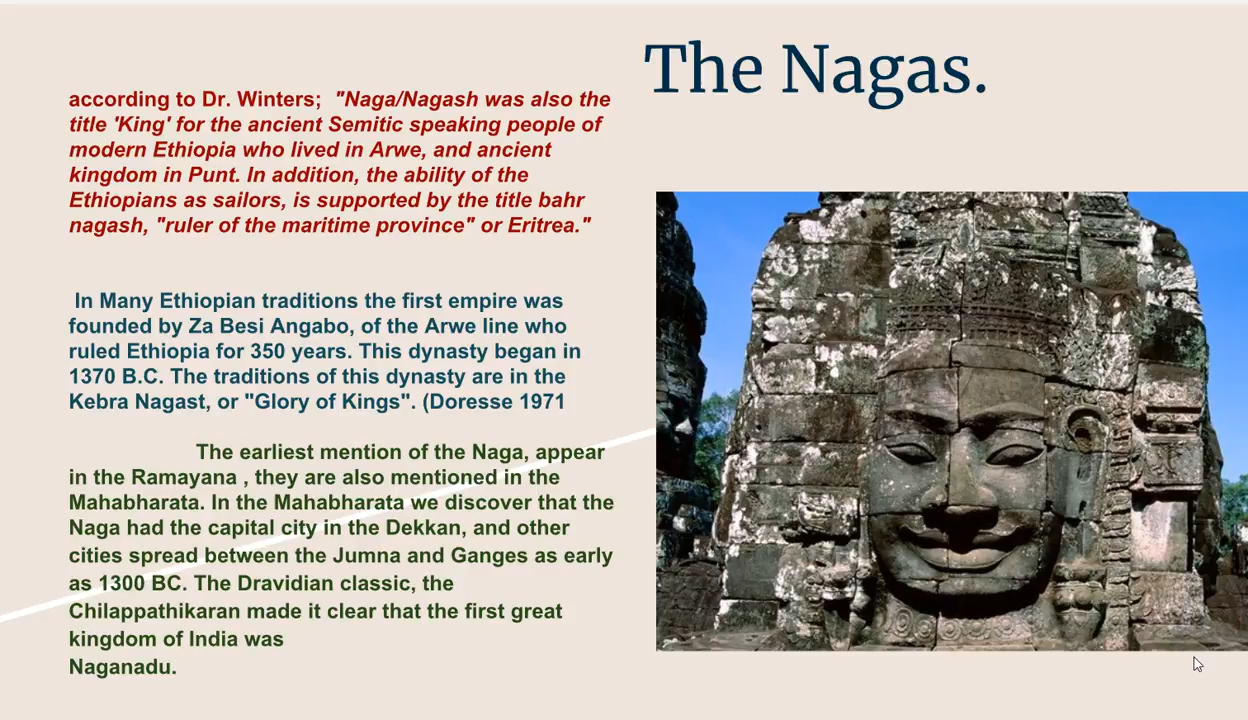 The Nagas.
according to Dr. Winters; "Naga/Nagash was also the
title 'King' for the ancient Semitic speaking people of
modern Ethiopia who lived in Arwe, and ancient
kingdom in Punt. In addition, the ability of the
Ethiopians as sailors, is supported by the title bahr
nagash, "ruler of the maritime province" or Eritrea."
In Many Ethiopian traditions the first empire was
founded by Za Besi Angabo, of the Arwe line who
ruled Ethiopia for 350 years. This dynasty began in
1370 B.C. The traditions of this dynasty are in the
Kebra Nagast, or "Glory of Kings". (Doresse 1971
The earliest mention of the Naga, appear
in the Ramayana , they are also mentioned in the
Mahabharata. In the Mahabharata we discover that the
Naga had the capital city in the Dekkan, and other
cities spread between the Jumna and Ganges as early
as 1300 BC. The Dravidian classic, the
Chilappathikaran made it clear that the first great
kingdom of India was
Naganadu.